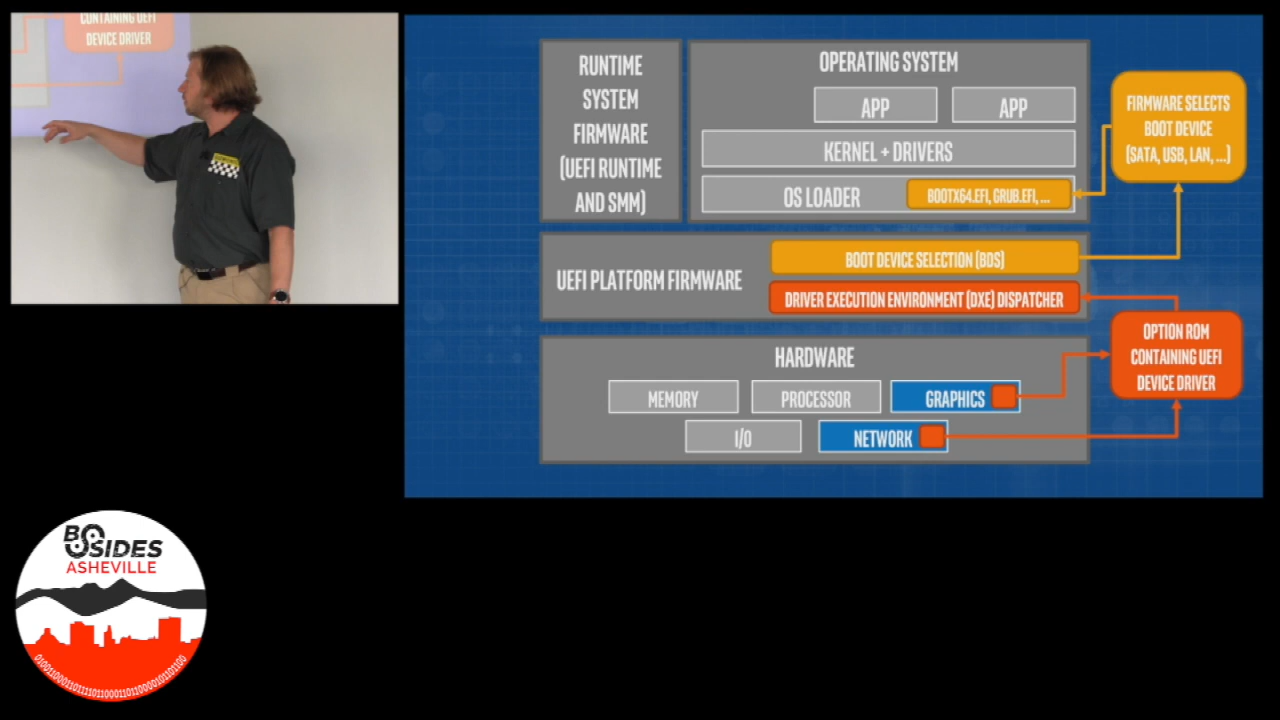 CONTAINING UEFI
DEVICE DRIVER
RUNTIME
SYSTEM
FIRMWARE
(UEFI RUNTIME
AND SMM)
OPERATING SYSTEM
APP
APP
KERNEL + DRIVERS
OS LOADER
BOOTX64.EFI, GRUB.EFI, ...
FIRMWARE SELECTS
BOOT DEVICE
(SATA, USB, LAN, ...)
UEFI PLATFORM FIRMWARE
BOOT DEVICE SELECTION (BDS)
DRIVER EXECUTION ENVIRONMENT (DXE) DISPATCHER
HARDWARE
MEMORY
PROCESSOR
GRAPHICS
I/O
NETWORK
OPTION ROM
CONTAINING UEFI
DEVICE DRIVER
BSIDES
ASHEVILLE